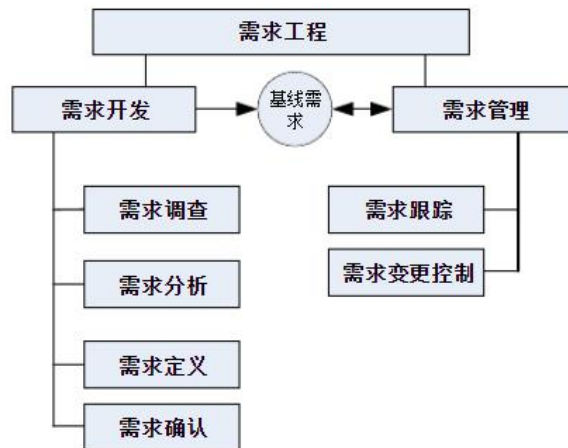 需求工程
需求开发
基线需
求
需求管理
需求调查
需求跟踪
需求分析
需求变更控制
需求定义
需求确认